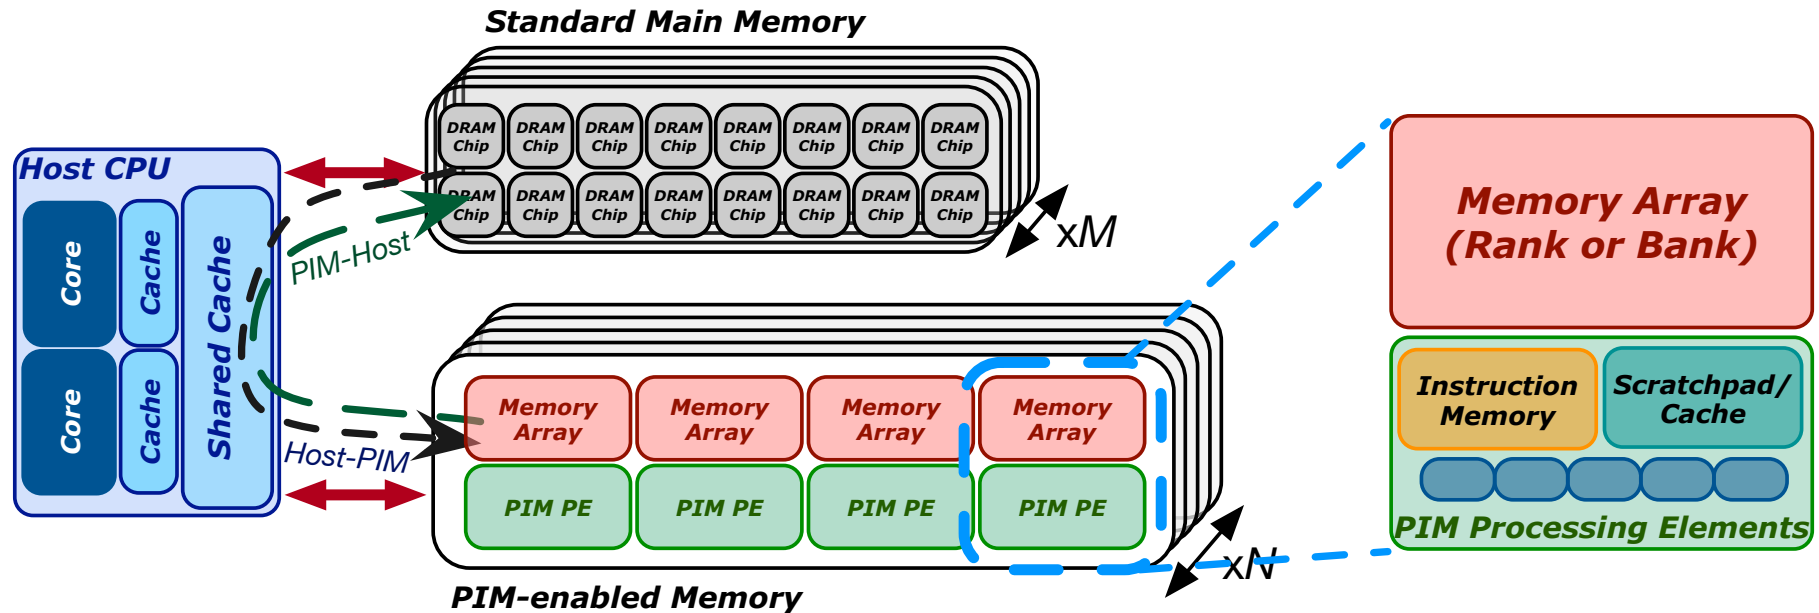 Standard Main Memory
DRAM Chip DRAM Chip DRAM Chip DRAM Chip DRAM Chip DRAM Chip DRAM Chip DRAM Chip
DRAM Chip DRAM Chip DRAM Chip DRAM Chip DRAM Chip DRAM Chip DRAM Chip DRAM Chip
xM
Host CPU
Core
Cache
Core
Cache
Shared Cache
PIM-Host
Host-PIM
Memory Array Memory Array Memory Array Memory Array
PIM PE PIM PE PIM PE PIM PE
xN
PIM-enabled Memory
Memory Array
(Rank or Bank)
Instruction
Memory
Scratchpad/
Cache
PIM Processing Elements